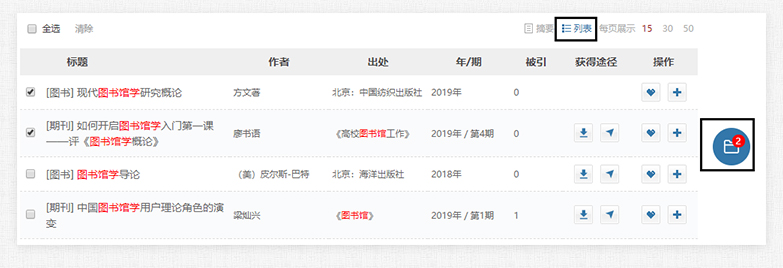 全选 清除 摘要 列表 每页展示 15 30 50
标题 作者 出处 年/期 被引 获得途径 操作
[图书] 现代图书馆学研究概论 方文著 北京：中国纺织出版社 2019年 0
[期刊] 如何开启图书馆学入门第一课 廖书语 《高校图书馆工作》 2019年 / 第4期 0
——评《图书馆学概论》
2
[图书] 图书馆学导论 （美）皮尔斯·巴特 北京：海洋出版社 2018年 0
[期刊] 中国图书馆学用户理论角色的演 梁灿兴 《图书馆》 2019年 / 第1期 1
变